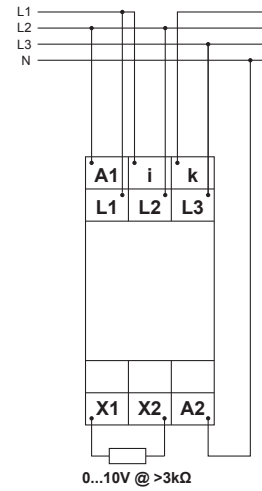 L1
L2
L3
N
A1 i k
L1 L2 L3
X1 X2 A2
0...10V @ >3kΩ